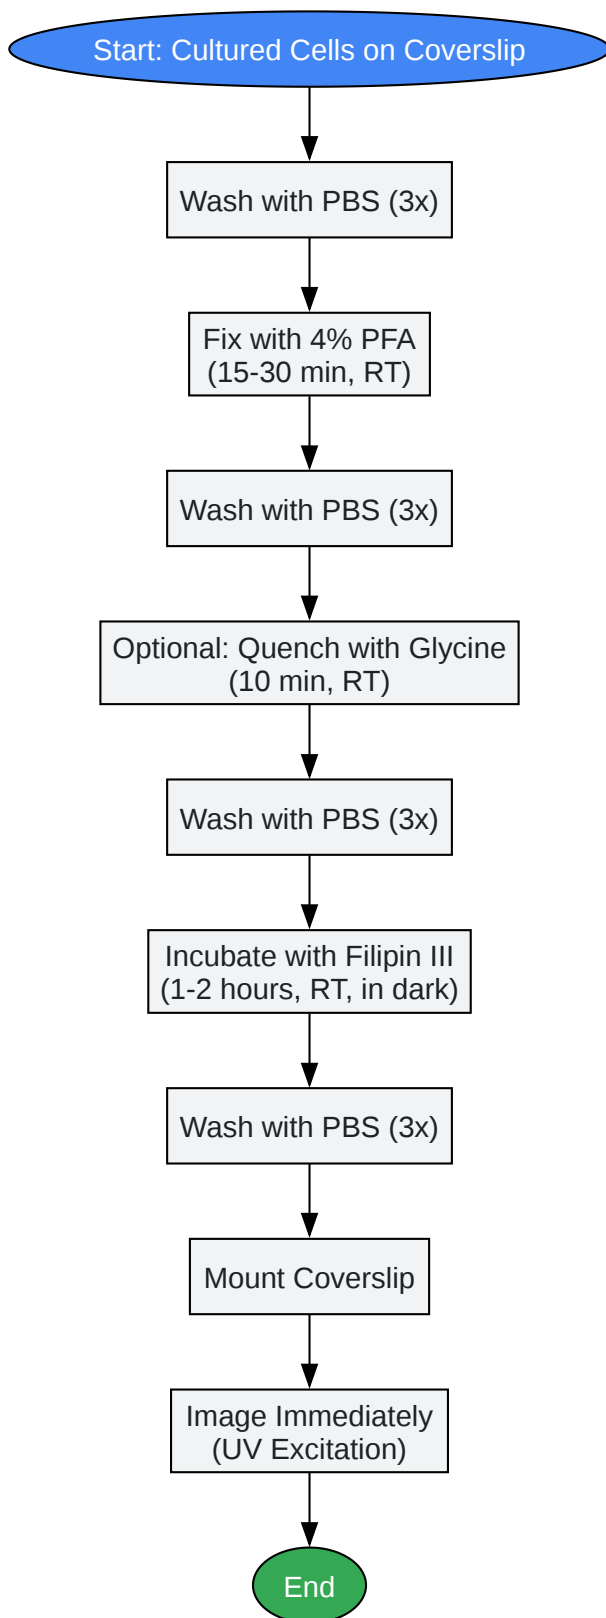 Start: Cultured Cells on Coverslip
Wash with PBS (3x)
Fix with 4% PFA
(15-30 min, RT)
Wash with PBS (3x)
Optional: Quench with Glycine
(10 min, RT)
Wash with PBS (3x)
Incubate with Filipin III
(1-2 hours, RT, in dark)
Wash with PBS (3x)
Mount Coverslip
Image Immediately
(UV Excitation)
End